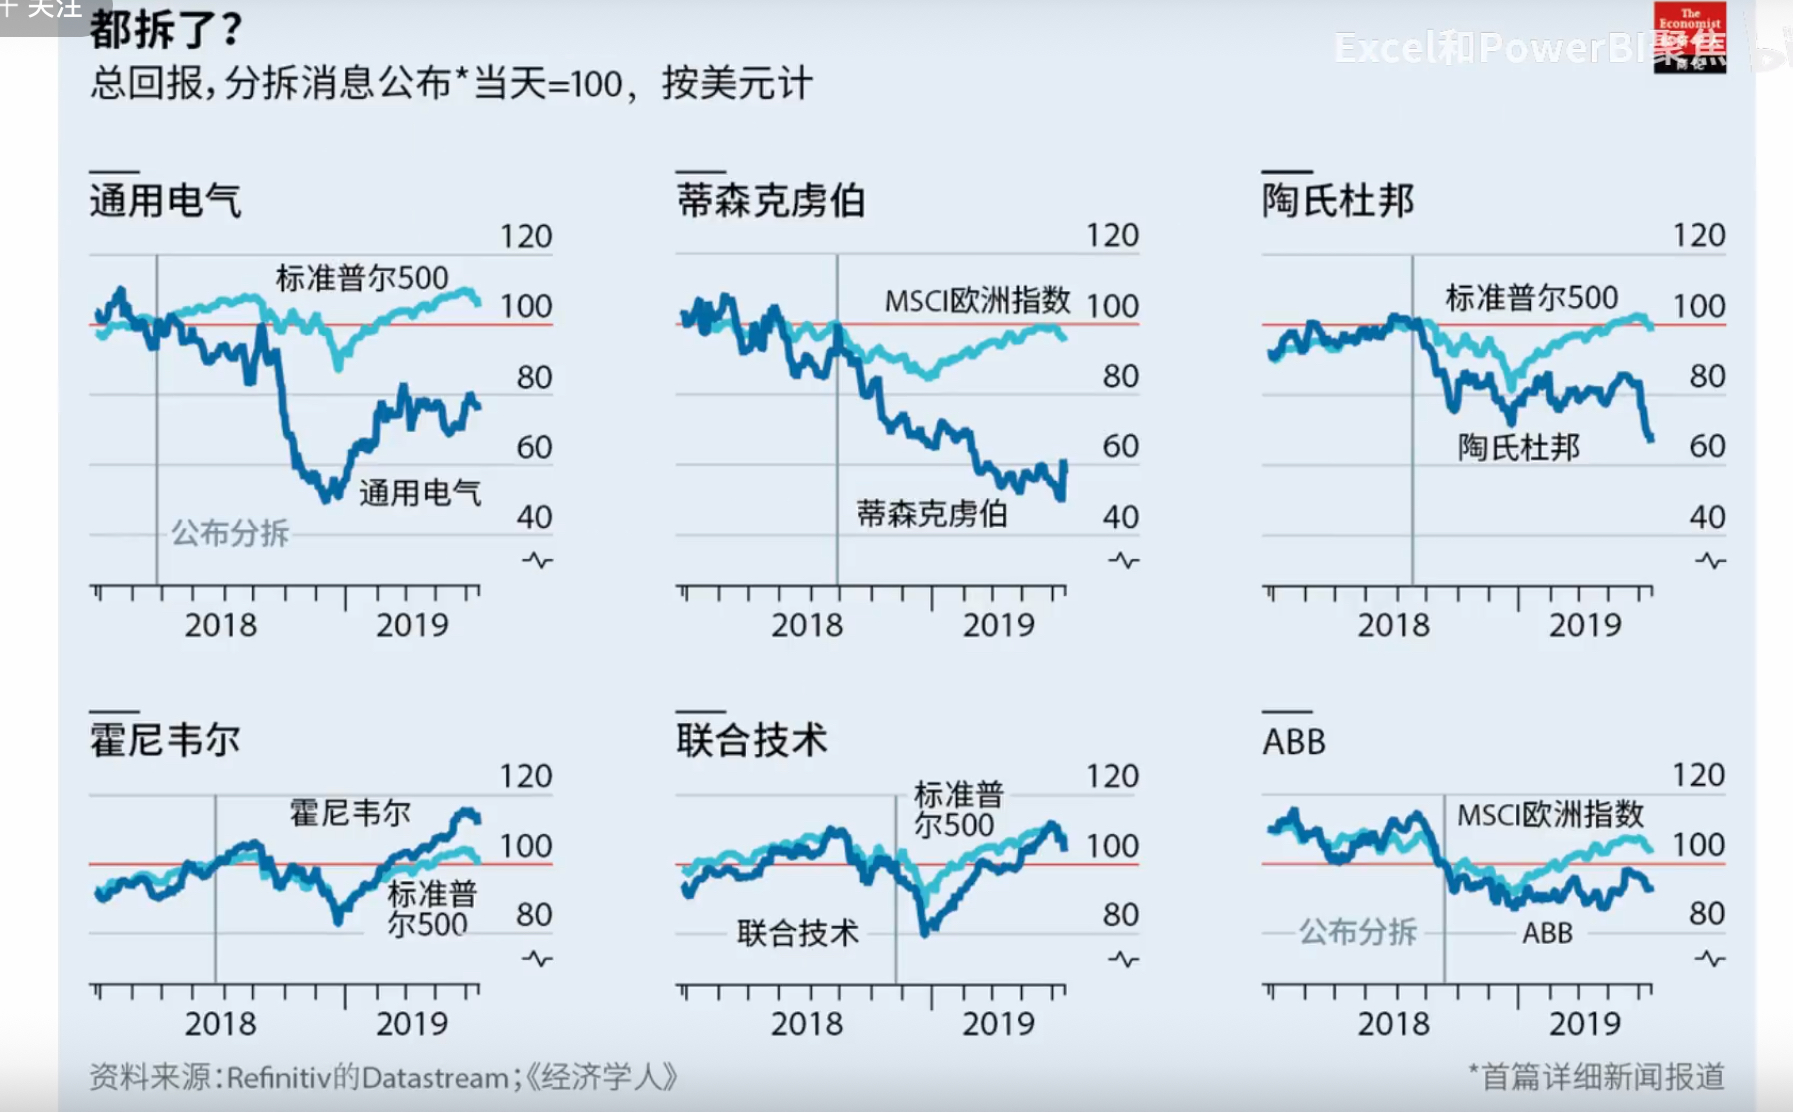 关注
都拆了？
The
Economist
Excel和PowerBI聚焦
商论
总回报，分拆消息公布*当天=100，按美元计
通用电气
120
标准普尔500
100
80
60
通用电气
40
公布分拆
2018
2019
蒂森克虏伯
120
MSCI欧洲指数
100
80
60
蒂森克虏伯
40
2018
2019
陶氏杜邦
120
标准普尔500
100
80
60
陶氏杜邦
40
2018
2019
霍尼韦尔
120
霍尼韦尔
100
标准普
尔500
80
2018
2019
联合技术
120
标准普
尔500
100
80
联合技术
2018
2019
ABB
120
MSCI欧洲指数
100
80
公布分拆
ABB
2018
2019
资料来源：Refinitiv的Datastream；《经济学人》
*首篇详细新闻报道